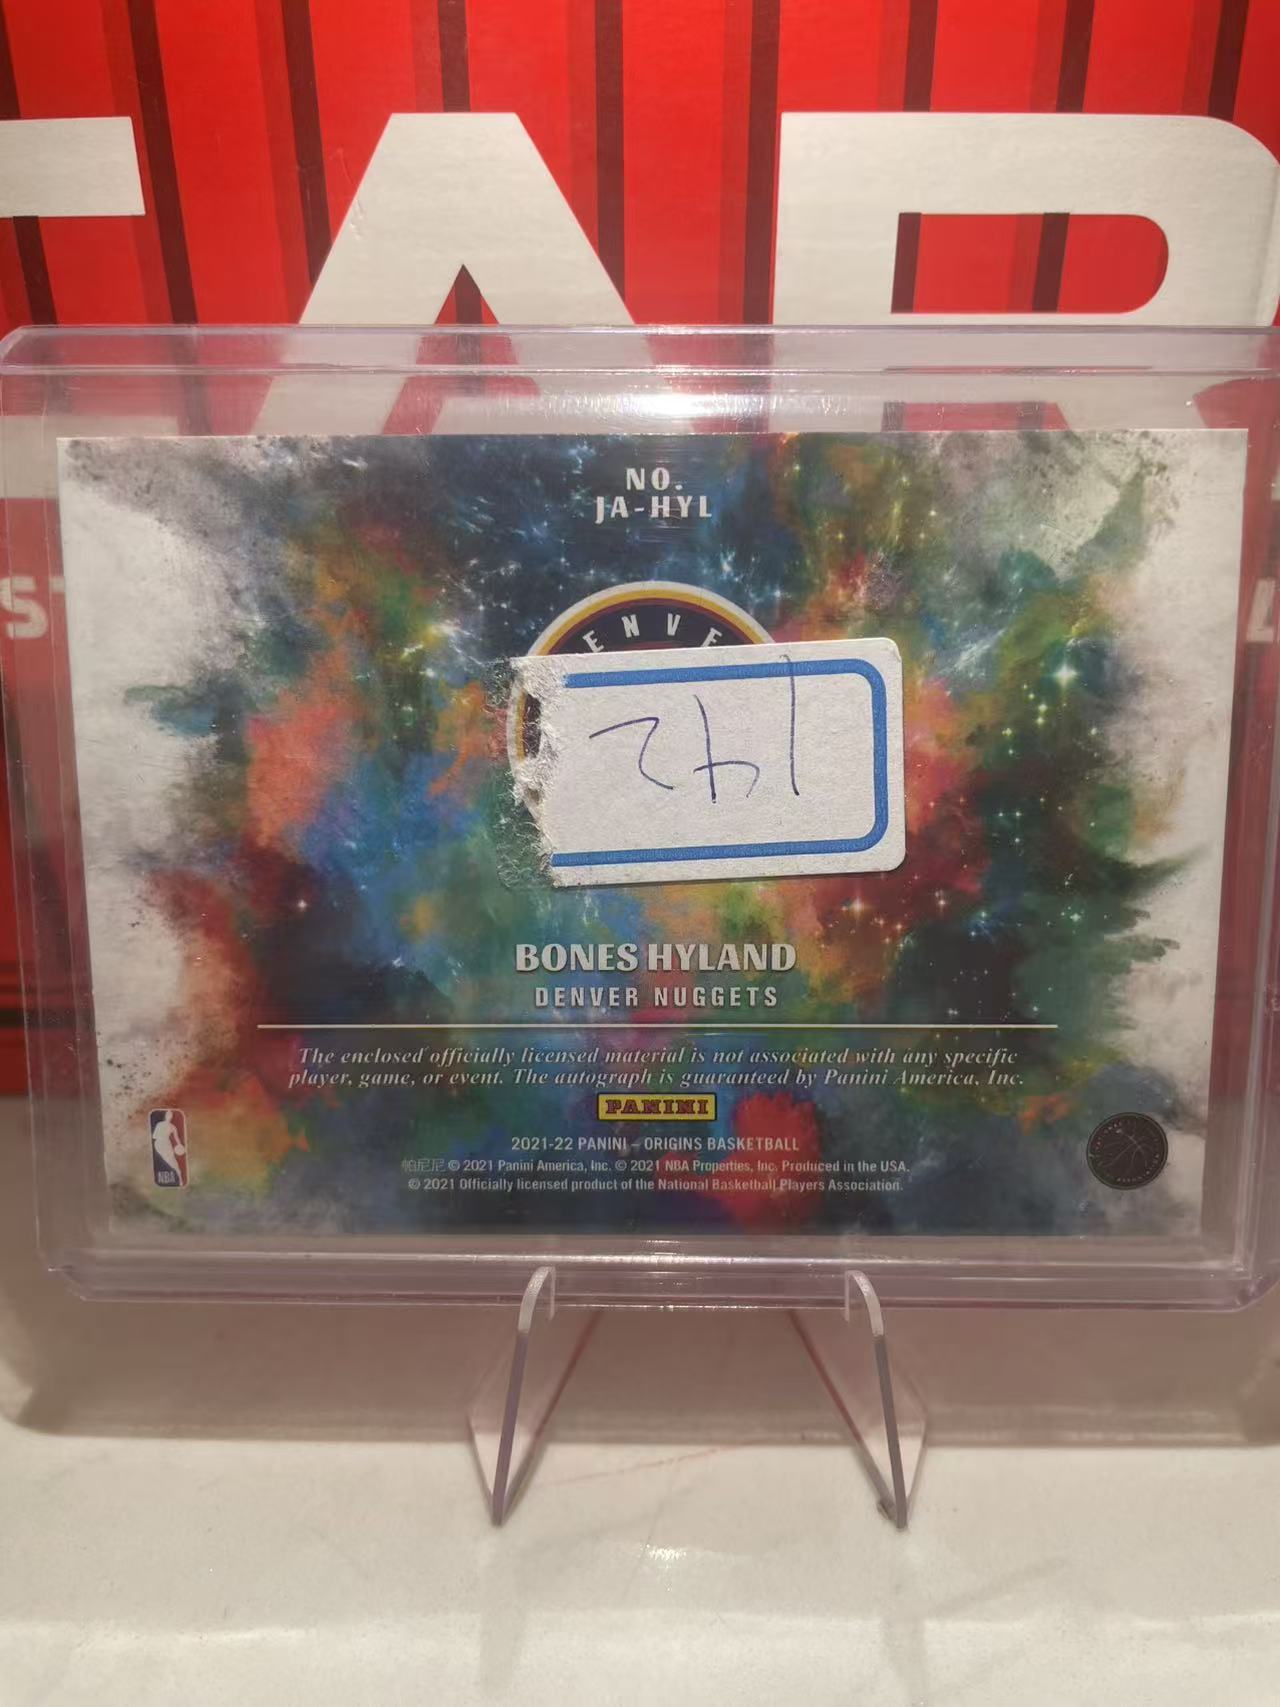 TAR
NO.
JA-HYL
ENVE
142
BONES HYLAND
DENVER NUGGETS
The enclosed officially licensed material is not associated with any specific
player, game, or event. The autograph is guaranteed by Panini America, Inc.
PANINI
2021-22 PANINI – ORIGINS BASKETBALL
帕尼尼 © 2021 Panini America, Inc. © 2021 NBA Properties, Inc. Produced in the USA.
© 2021 Officially licensed product of the National Basketball Players Association.
NBA